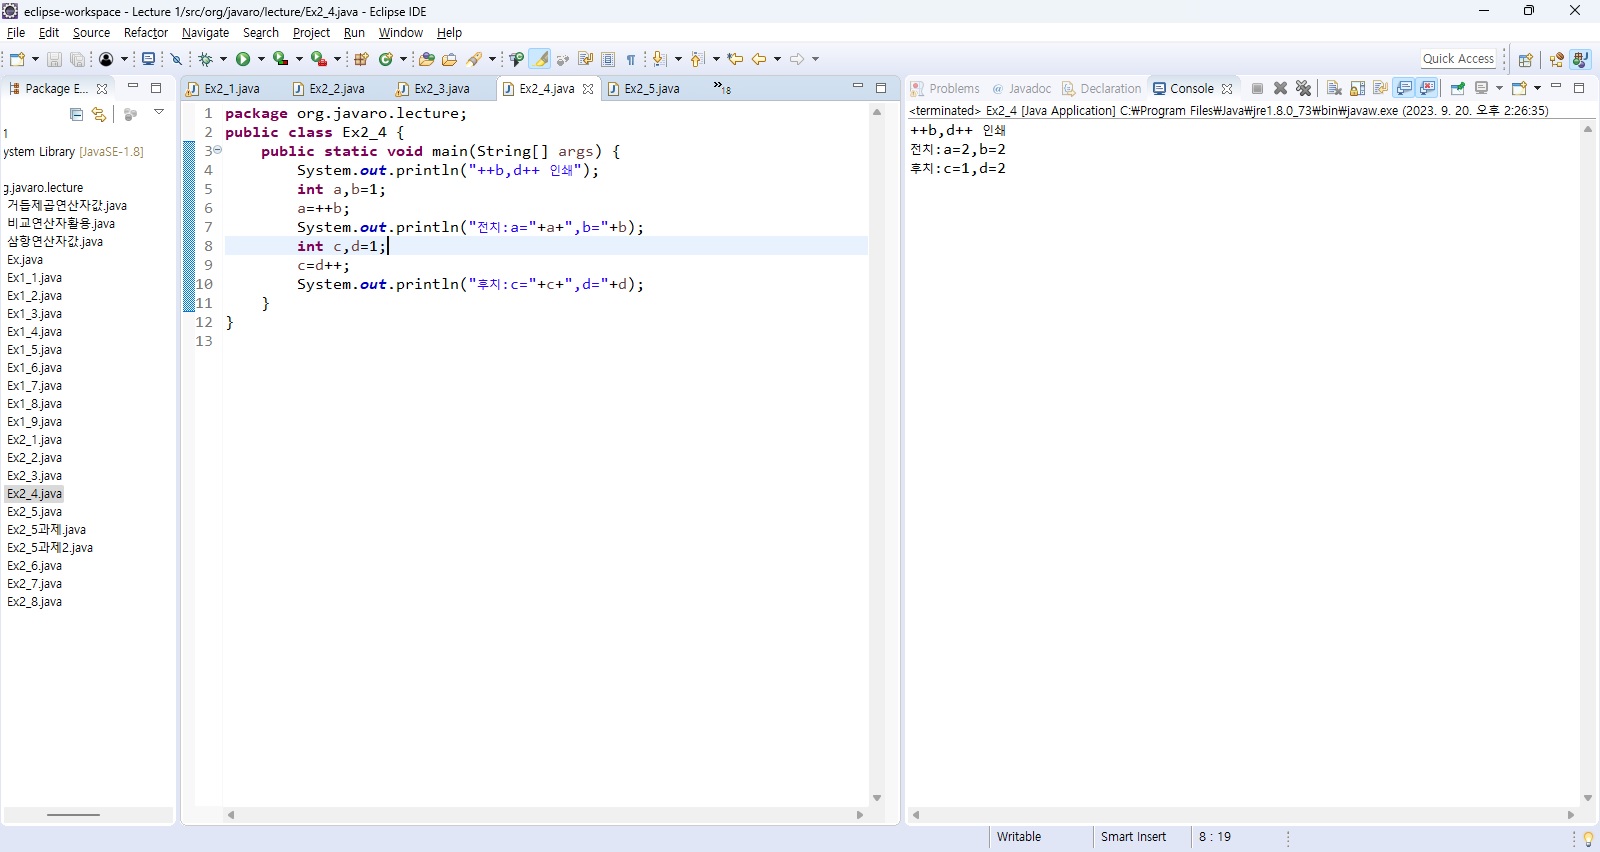 eclipse-workspace - Lecture 1/src/org/javaro/lecture/Ex2_4.java - Eclipse IDE
File Edit Source Refactor Navigate Search Project Run Window Help
Quick Access
Package E...
1
ystem Library [JavaSE-1.8]
g.javaro.lecture
거듭제곱연산자값.java
비교연산자활용.java
삼항연산자값.java
Ex.java
Ex1_1.java
Ex1_2.java
Ex1_3.java
Ex1_4.java
Ex1_5.java
Ex1_6.java
Ex1_7.java
Ex1_8.java
Ex1_9.java
Ex2_1.java
Ex2_2.java
Ex2_3.java
Ex2_4.java
Ex2_5.java
Ex2_5과제.java
Ex2_5과제2.java
Ex2_6.java
Ex2_7.java
Ex2_8.java
Ex2_1.java Ex2_2.java Ex2_3.java Ex2_4.java Ex2_5.java »18
1 package org.javaro.lecture;
2 public class Ex2_4 {
3 public static void main(String[] args) {
4 System.out.println("++b,d++ 인쇄");
5 int a,b=1;
6 a=++b;
7 System.out.println("전치:a="+a+",b="+b);
8 int c,d=1;
9 c=d++;
10 System.out.println("후치:c="+c+",d="+d);
11 }
12 }
13
Problems @ Javadoc Declaration Console
<terminated> Ex2_4 [Java Application] C:₩Program Files₩Java₩jre1.8.0_73₩bin₩javaw.exe (2023. 9. 20. 오후 2:26:35)
++b,d++ 인쇄
전치:a=2,b=2
후치:c=1,d=2
Writable Smart Insert 8 : 19